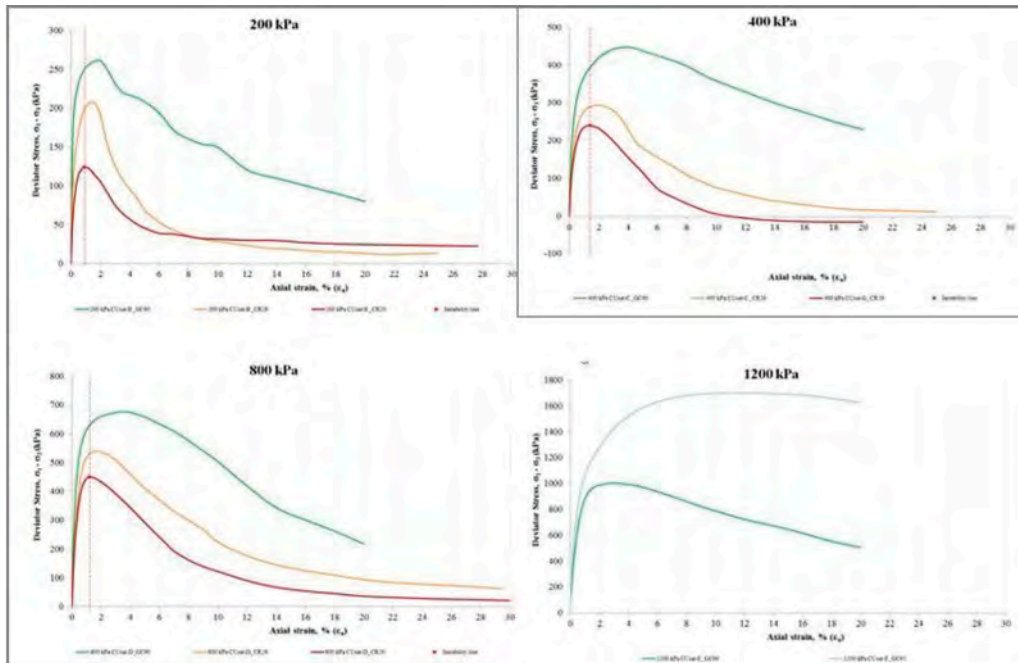 200 kPa
300
250
200
150
100
50
0
Deviator Stress, σ₁ - σ₃ (kPa)
0 2 4 6 8 10 12 14 16 18 20 22 24 26 28 30
Axial strain, % (εₐ)
Instability line
400 kPa
500
400
300
200
100
0
-100
Deviator Stress, σ₁ - σ₃ (kPa)
0 2 4 6 8 10 12 14 16 18 20 22 24 26 28 30
Axial strain, % (εₐ)
Instability line
800 kPa
800
700
600
500
400
300
200
100
0
Deviator Stress, σ₁ - σ₃ (kPa)
0 2 4 6 8 10 12 14 16 18 20 22 24 26 28 30
Axial strain, % (εₐ)
Instability line
1200 kPa
1800
1600
1400
1200
1000
800
600
400
200
0
Deviator Stress, σ₁ - σ₃ (kPa)
0 2 4 6 8 10 12 14 16 18 20 22 24 26 28 30
Axial strain, % (εₐ)